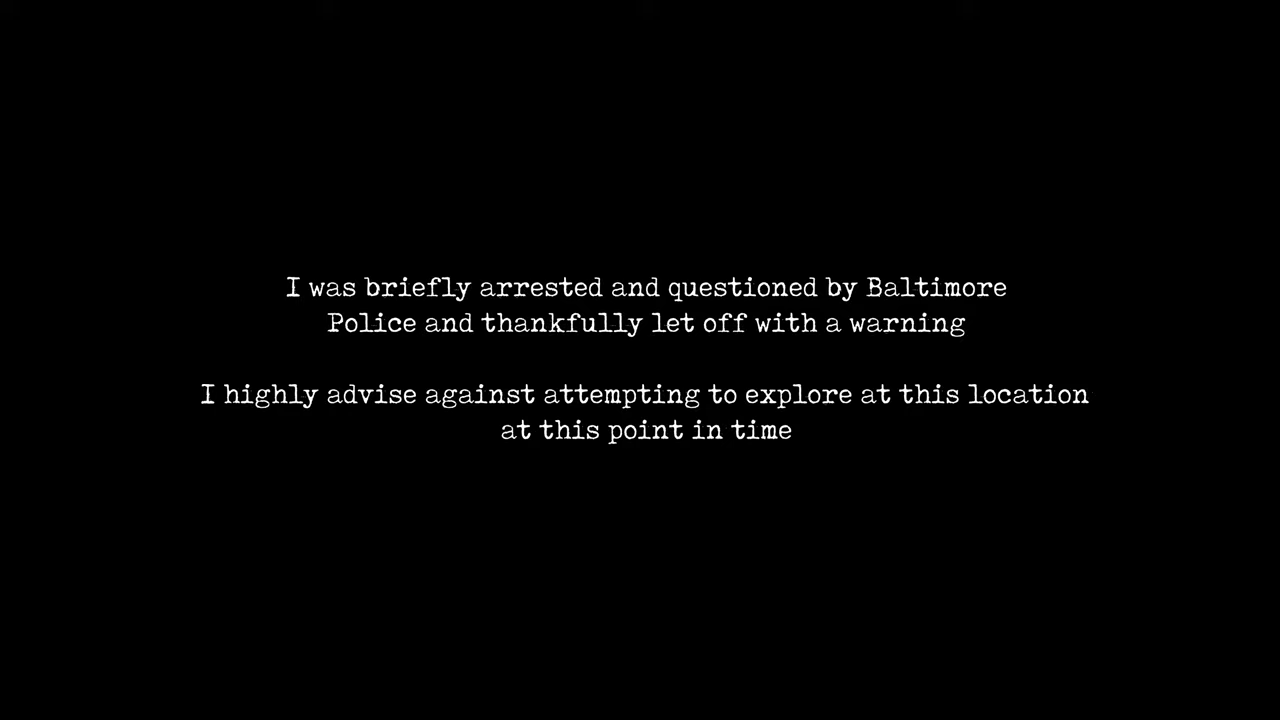 I was briefly arrested and questioned by Baltimore
Police and thankfully let off with a warning
I highly advise against attempting to explore at this location
at this point in time